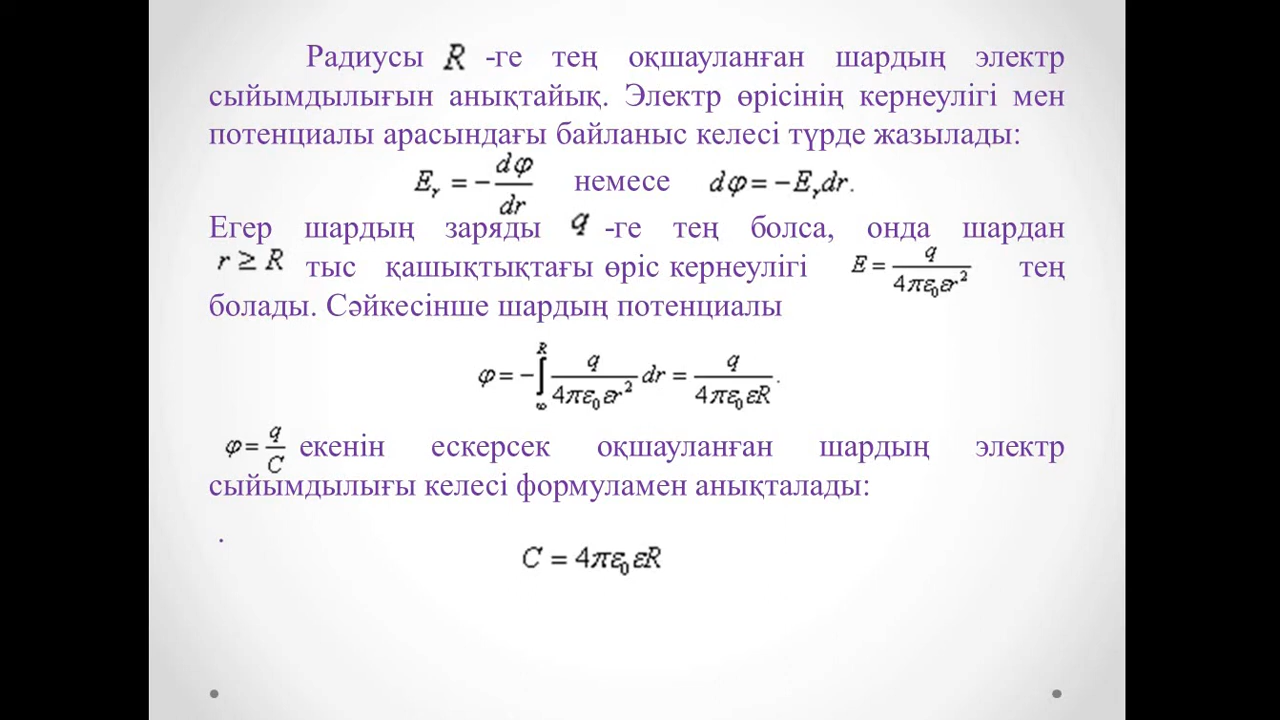 Радиусы R -ге тең оқшауланған шардың электр
сыйымдылығын анықтайық. Электр өрісінің кернеулігі мен
потенциалы арасындағы байланыс келесі түрде жазылады:
E_r = -dφ/dr немесе dφ = -E_r dr.
Егер шардың заряды q -ге тең болса, онда шардан
r ≥ R тыс қашықтықтағы өріс кернеулігі E = q/(4πε₀εr²) тең
болады. Сәйкесінше шардың потенциалы
φ = -∫_∞^R q/(4πε₀εr²) dr = q/(4πε₀εR).
φ = q/C екенін ескерсек оқшауланған шардың электр
сыйымдылығы келесі формуламен анықталады:
.
C = 4πε₀εR